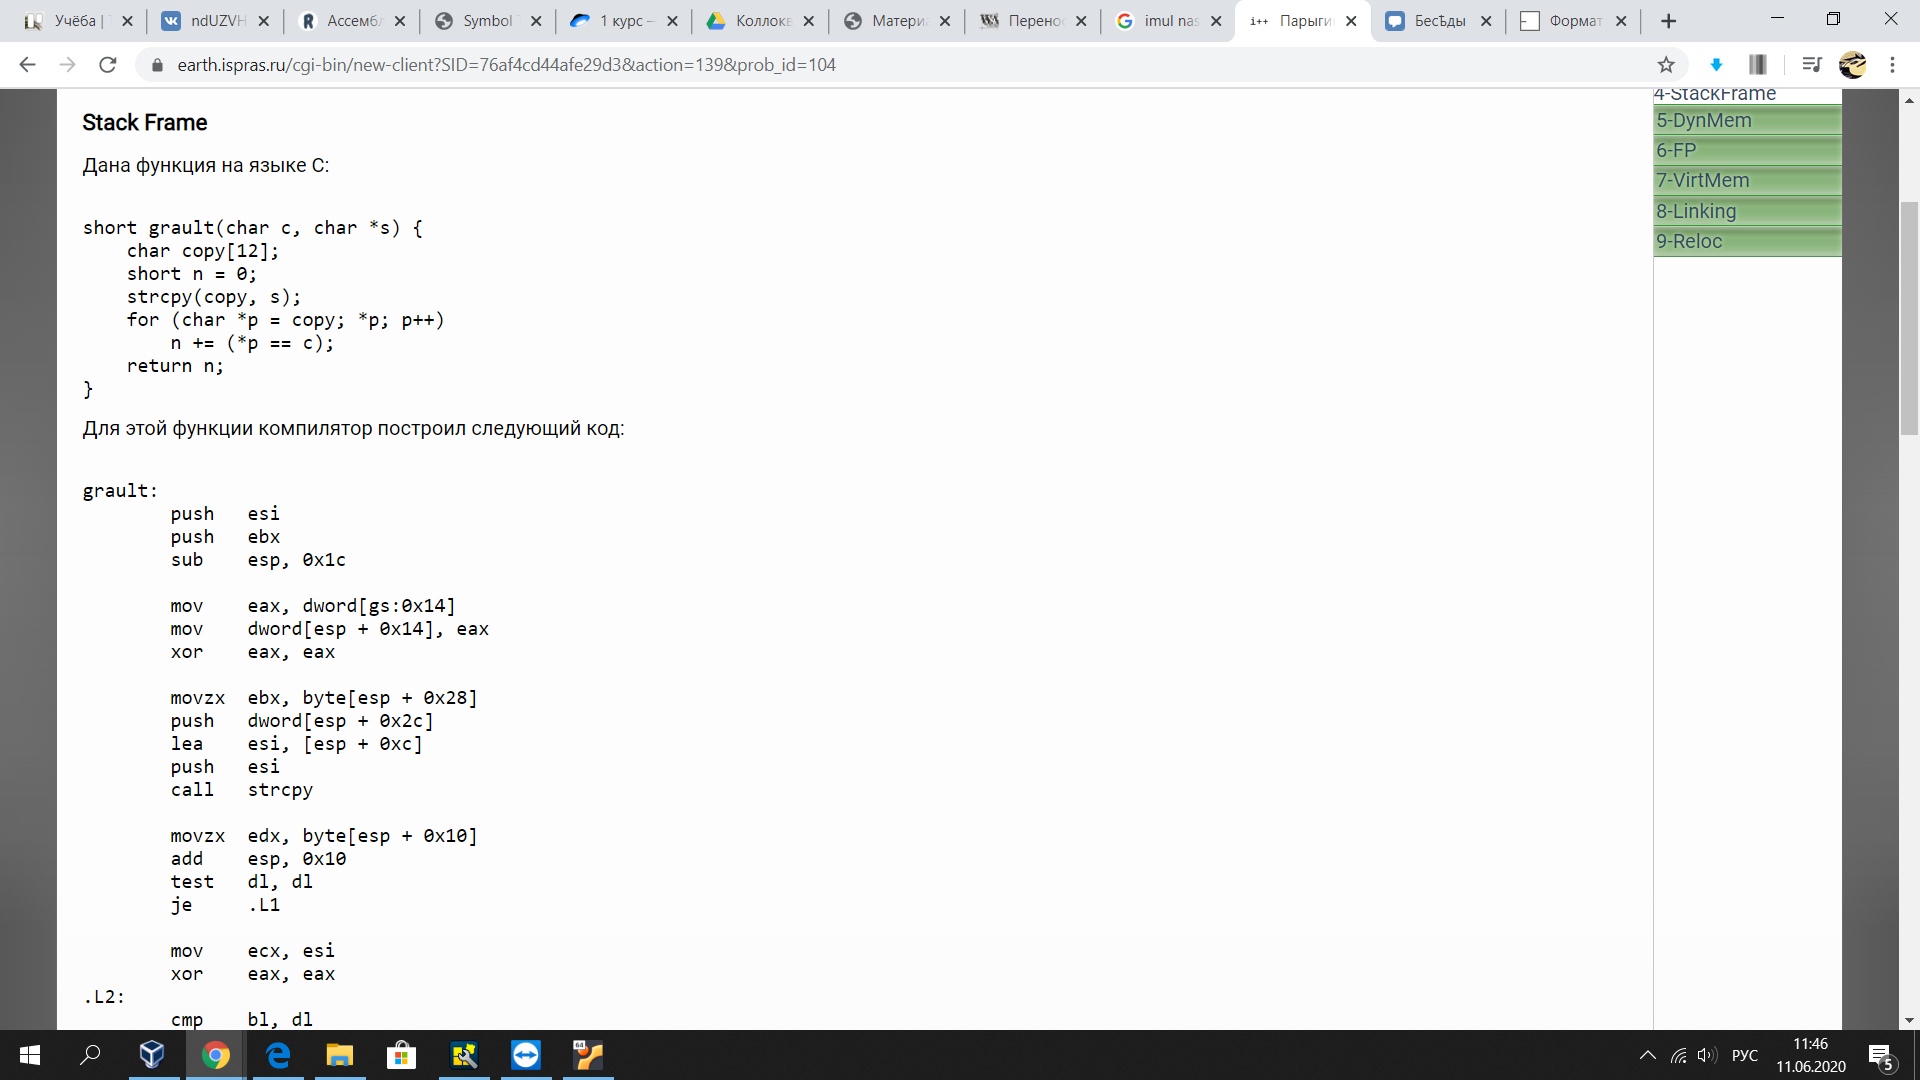 Учёба | Т
ndUZVH
Ассембл
Symbol T
1 курс –
Коллокв
Материа
Перенос
imul nas
i++ Парыгин
Бесѣды
Формат
earth.ispras.ru/cgi-bin/new-client?SID=76af4cd44afe29d3&action=139&prob_id=104
4-StackFrame
5-DynMem
6-FP
7-VirtMem
8-Linking
9-Reloc
Stack Frame
Дана функция на языке C:
short grault(char c, char *s) {
    char copy[12];
    short n = 0;
    strcpy(copy, s);
    for (char *p = copy; *p; p++)
        n += (*p == c);
    return n;
}
Для этой функции компилятор построил следующий код:
grault:
        push   esi
        push   ebx
        sub    esp, 0x1c
        mov    eax, dword[gs:0x14]
        mov    dword[esp + 0x14], eax
        xor    eax, eax
        movzx  ebx, byte[esp + 0x28]
        push   dword[esp + 0x2c]
        lea    esi, [esp + 0xc]
        push   esi
        call   strcpy
        movzx  edx, byte[esp + 0x10]
        add    esp, 0x10
        test   dl, dl
        je     .L1
        mov    ecx, esi
        xor    eax, eax
.L2:
        cmp    bl, dl
64
РУС
11:46
11.06.2020
5